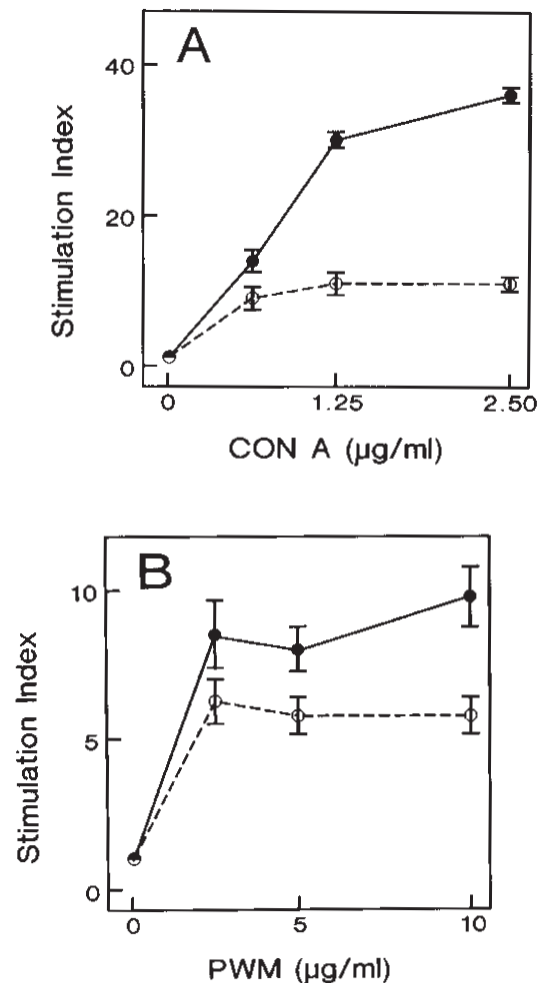 A
40
20
0
Stimulation Index
0 1.25 2.50
CON A (µg/ml)
B
10
5
0
Stimulation Index
0 5 10
PWM (µg/ml)